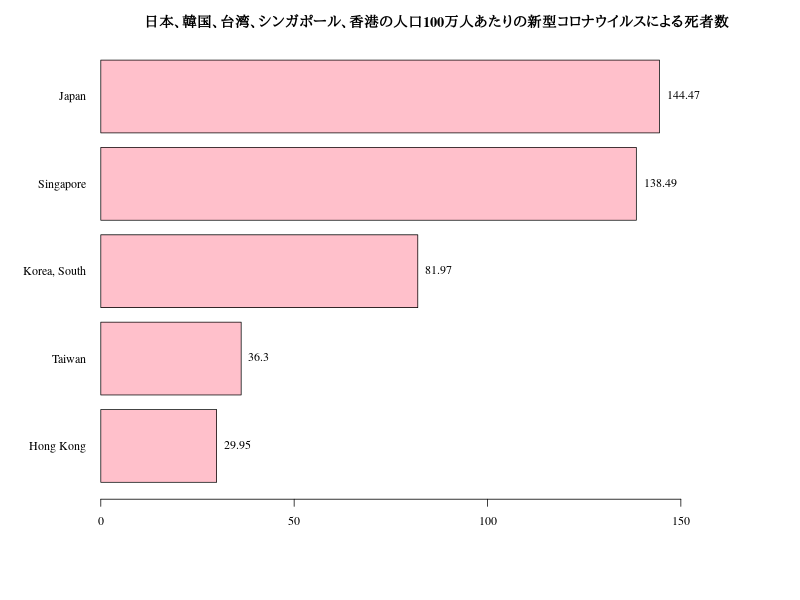 日本、韓国、台湾、シンガポール、香港の人口100万人あたりの新型コロナウイルスによる死者数
Japan 144.47
Singapore 138.49
Korea, South 81.97
Taiwan 36.3
Hong Kong 29.95
0 50 100 150